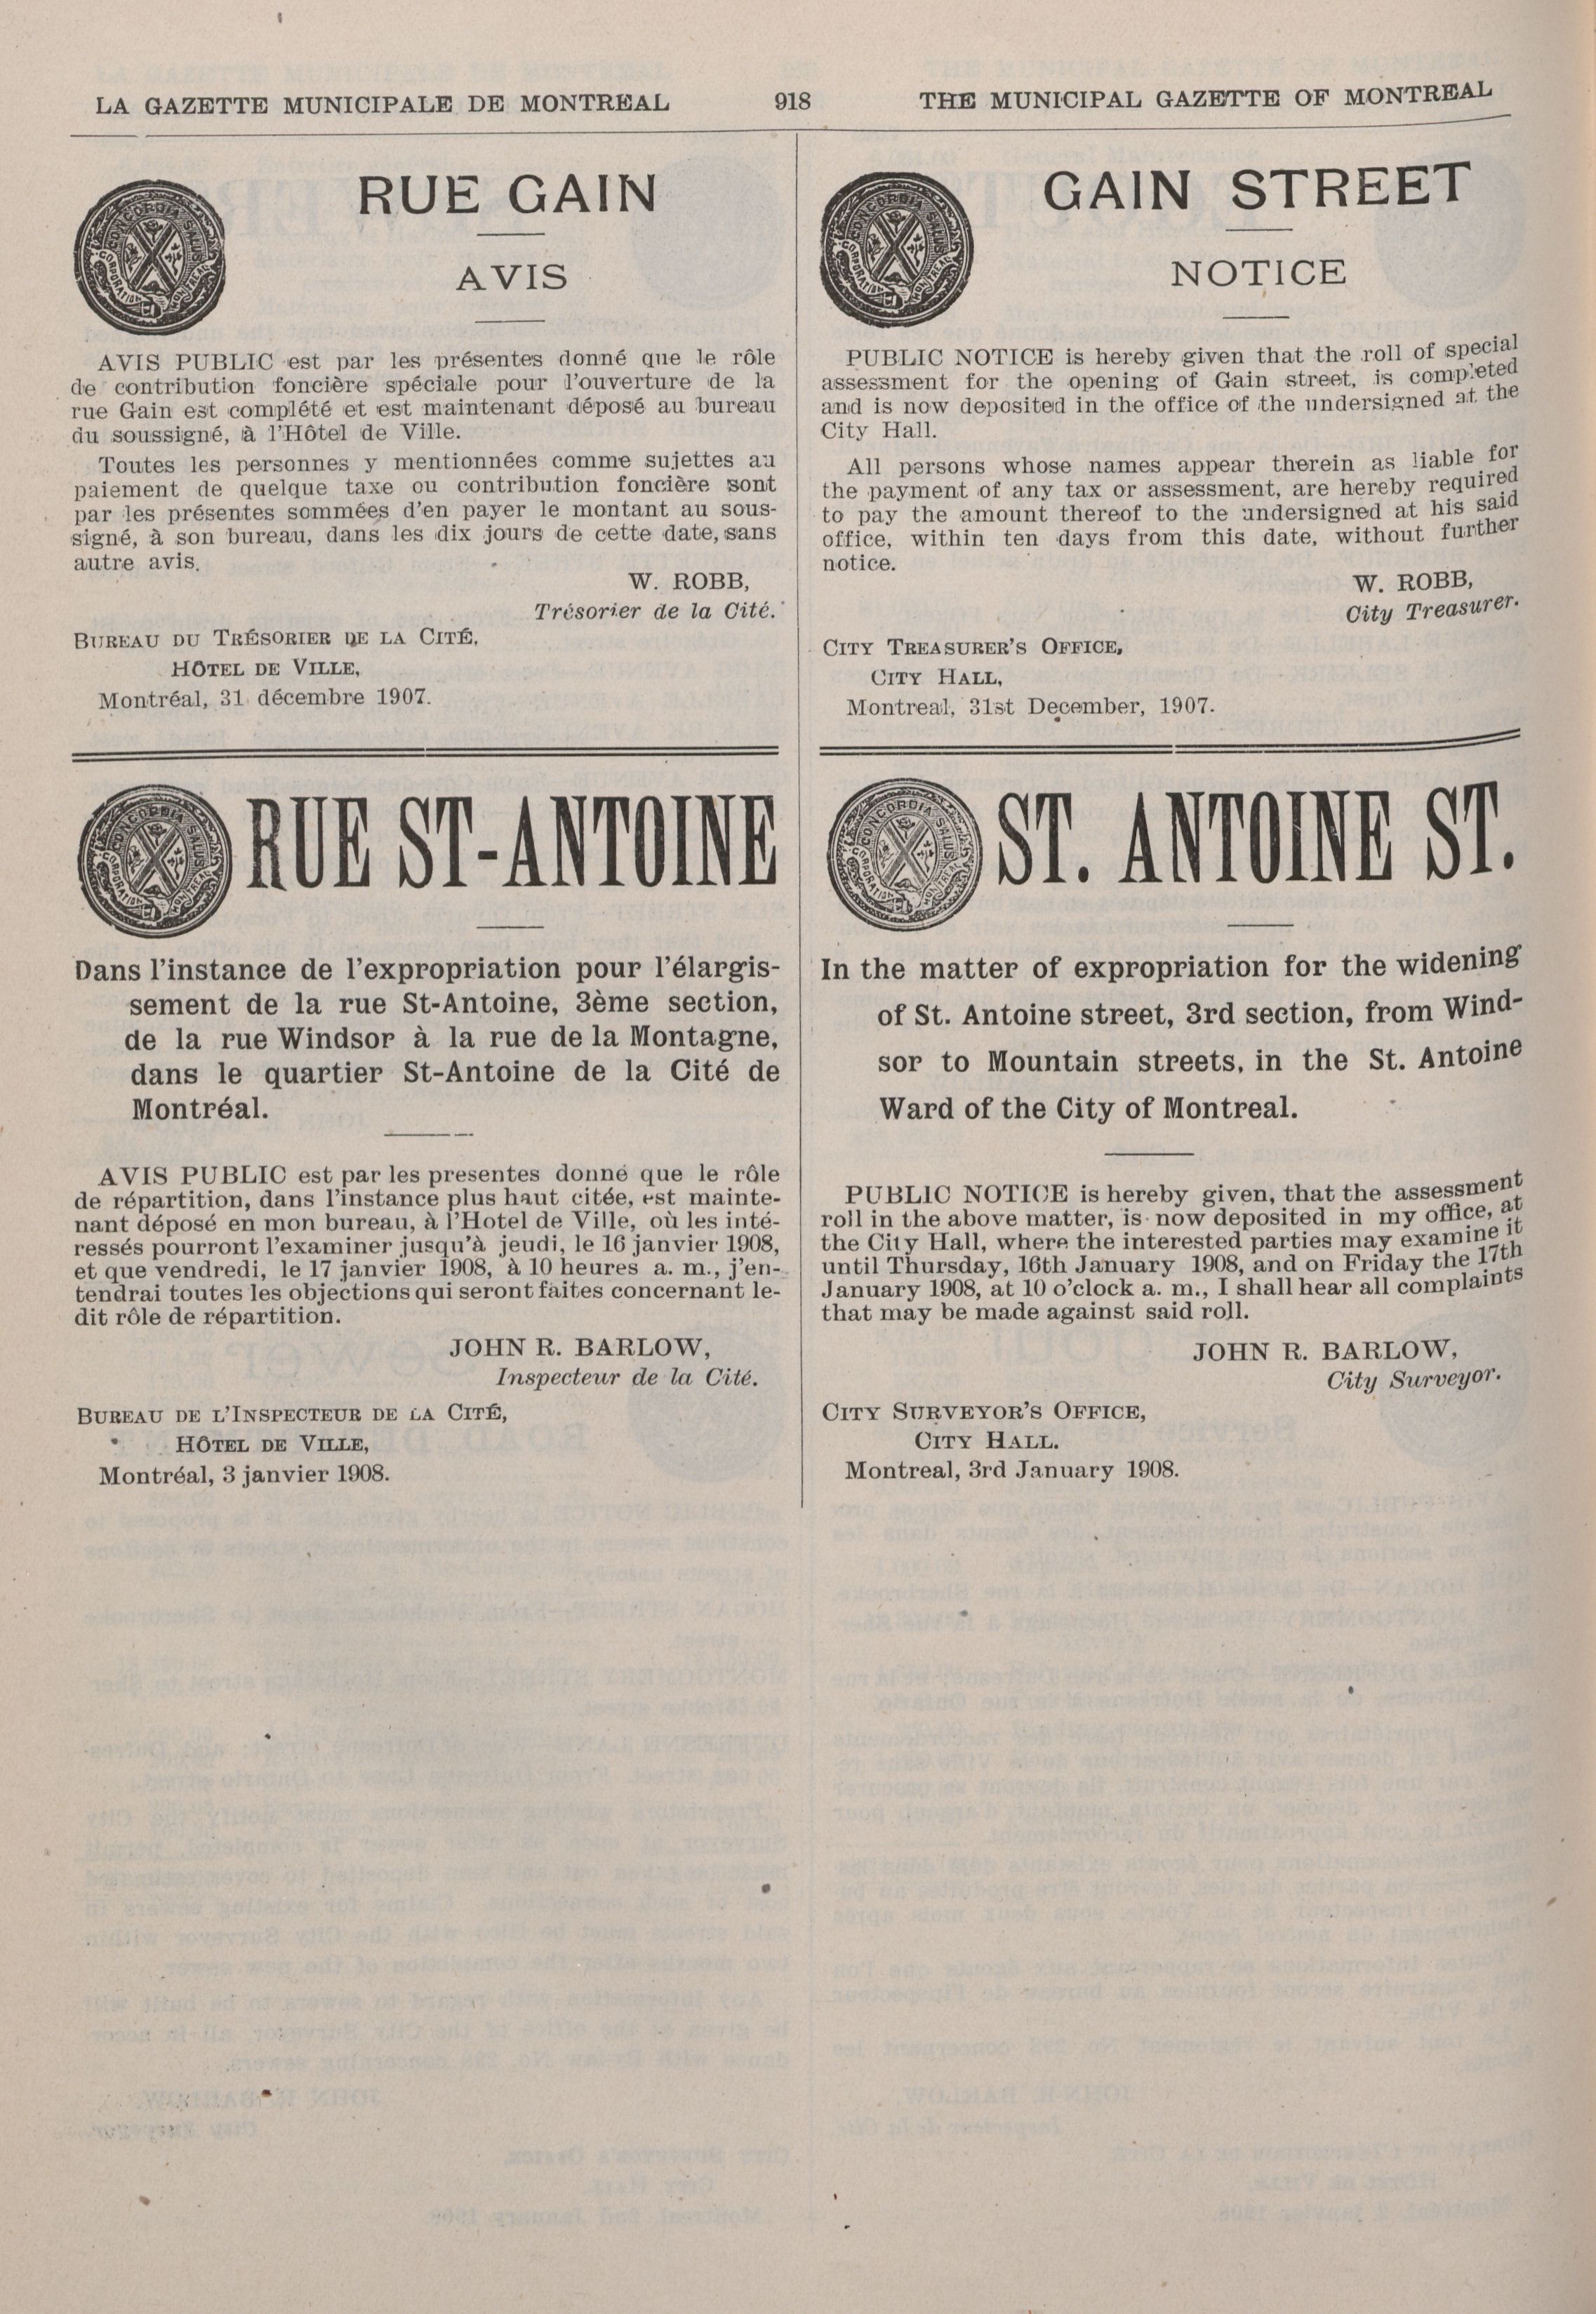 LA GAZETTE MUNICIPALE DE MONTREAL 918 THE MUNICIPAL GAZETTE OF MONTREAL
RUE GAIN
AVIS
AVIS PUBLIC est par les présentes donné que le rôle
de contribution foncière spéciale pour l'ouverture de la
rue Gain est complété et est maintenant déposé au bureau
du soussigné, à l'Hôtel de Ville.
Toutes les personnes y mentionnées comme sujettes au
paiement de quelque taxe ou contribution foncière sont
par les présentes sommées d'en payer le montant au sous-
signé, à son bureau, dans les dix jours de cette date, sans
autre avis.
W. ROBB,
Trésorier de la Cité.
BUREAU DU TRÉSORIER DE LA CITÉ,
HÔTEL DE VILLE,
Montréal, 31 décembre 1907.
RUE ST-ANTOINE
Dans l'instance de l'expropriation pour l'élargis-
sement de la rue St-Antoine, 3ème section,
de la rue Windsor à la rue de la Montagne,
dans le quartier St-Antoine de la Cité de
Montréal.
AVIS PUBLIC est par les presentes donné que le rôle
de répartition, dans l'instance plus haut citée, est mainte-
nant déposé en mon bureau, à l'Hotel de Ville, où les inté-
ressés pourront l'examiner jusqu'à jeudi, le 16 janvier 1908,
et que vendredi, le 17 janvier 1908, à 10 heures a. m., j'en-
tendrai toutes les objections qui seront faites concernant le-
dit rôle de répartition.
JOHN R. BARLOW,
Inspecteur de la Cité.
BUREAU DE L'INSPECTEUR DE LA CITÉ,
HÔTEL DE VILLE,
Montréal, 3 janvier 1908.
GAIN STREET
NOTICE
PUBLIC NOTICE is hereby given that the roll of special
assessment for the opening of Gain street, is completed
and is now deposited in the office of the undersigned at the
City Hall.
All persons whose names appear therein as liable for
the payment of any tax or assessment, are hereby required
to pay the amount thereof to the undersigned at his said
office, within ten days from this date, without further
notice.
W. ROBB,
City Treasurer.
CITY TREASURER'S OFFICE,
CITY HALL,
Montreal, 31st December, 1907.
ST. ANTOINE ST.
In the matter of expropriation for the widening
of St. Antoine street, 3rd section, from Wind-
sor to Mountain streets, in the St. Antoine
Ward of the City of Montreal.
PUBLIC NOTICE is hereby given, that the assessment
roll in the above matter, is now deposited in my office, at
the City Hall, where the interested parties may examine it
until Thursday, 16th January 1908, and on Friday the 17th
January 1908, at 10 o'clock a. m., I shall hear all complaints
that may be made against said roll.
JOHN R. BARLOW,
City Surveyor.
CITY SURVEYOR'S OFFICE,
CITY HALL.
Montreal, 3rd January 1908.
CONCORDIA SALUS
CORPORATION MONTREAL